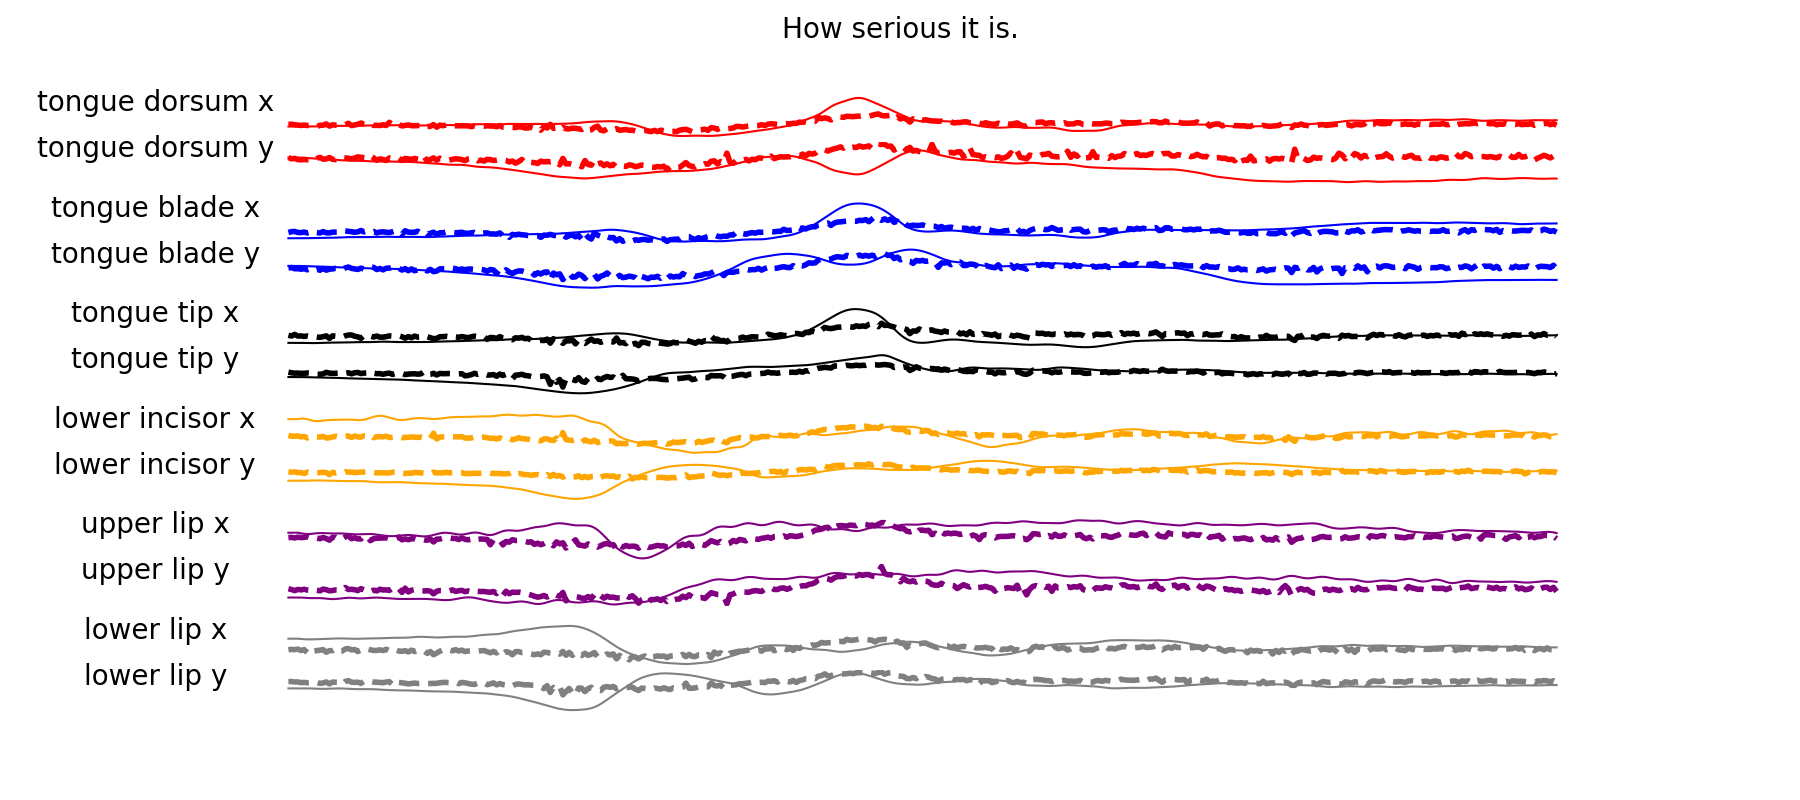 How serious it is.
tongue dorsum x
tongue dorsum y
tongue blade x
tongue blade y
tongue tip x
tongue tip y
lower incisor x
lower incisor y
upper lip x
upper lip y
lower lip x
lower lip y